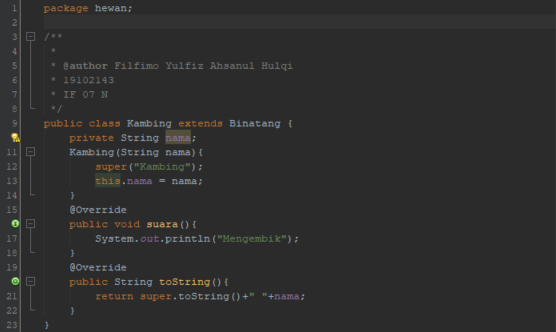 1 package hewan;
2
3 /**
4 *
5 * @author Filfimo Yulfiz Ahsanul Hulqi
6 * 19102143
7 * IF 07 N
8 */
9 public class Kambing extends Binatang {
private String nama;
11 Kambing(String nama){
12 super("Kambing");
13 this.nama = nama;
14 }
15 @Override
public void suara(){
17 System.out.println("Mengembik");
18 }
19 @Override
public String toString(){
21 return super.toString()+" "+nama;
22 }
23 }